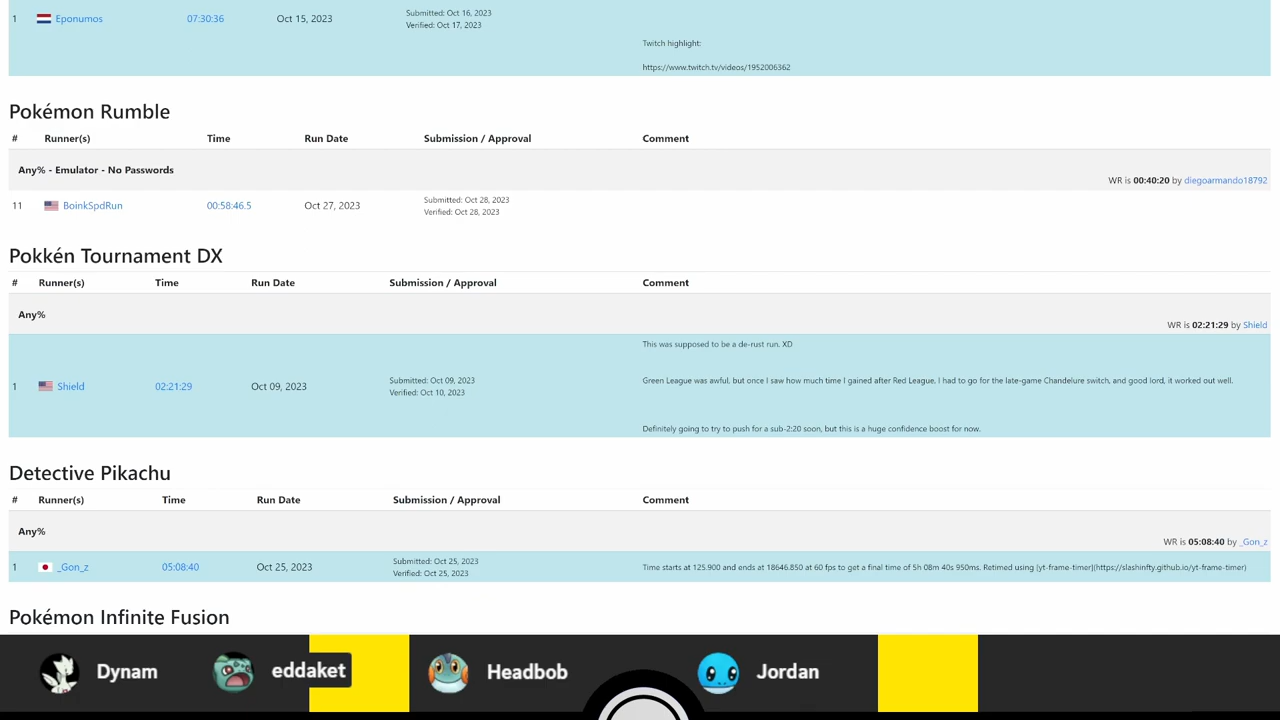 1 Eponumos 07:30:36 Oct 15, 2023 Submitted: Oct 16, 2023
Verified: Oct 17, 2023
Twitch highlight:
https://www.twitch.tv/videos/1952006362
Pokémon Rumble
# Runner(s) Time Run Date Submission / Approval Comment
Any% - Emulator - No Passwords
WR is 00:40:20 by diegoarmando18792
11 BoinkSpdRun 00:58:46.5 Oct 27, 2023 Submitted: Oct 28, 2023
Verified: Oct 28, 2023
Pokkén Tournament DX
# Runner(s) Time Run Date Submission / Approval Comment
Any%
WR is 02:21:29 by Shield
This was supposed to be a de-rust run. XD
1 Shield 02:21:29 Oct 09, 2023 Submitted: Oct 09, 2023
Verified: Oct 10, 2023
Green League was awful, but once I saw how much time I gained after Red League, I had to go for the late-game Chandelure switch, and good lord, it worked out well.
Definitely going to try to push for a sub-2:20 soon, but this is a huge confidence boost for now.
Detective Pikachu
# Runner(s) Time Run Date Submission / Approval Comment
Any%
WR is 05:08:40 by _Gon_z
1 _Gon_z 05:08:40 Oct 25, 2023 Submitted: Oct 25, 2023
Verified: Oct 25, 2023
Time starts at 125.900 and ends at 18646.850 at 60 fps to get a final time of 5h 08m 40s 950ms. Retimed using [yt-frame-timer](https://slashinfty.github.io/yt-frame-timer)
Pokémon Infinite Fusion
Dynam eddaket Headbob Jordan